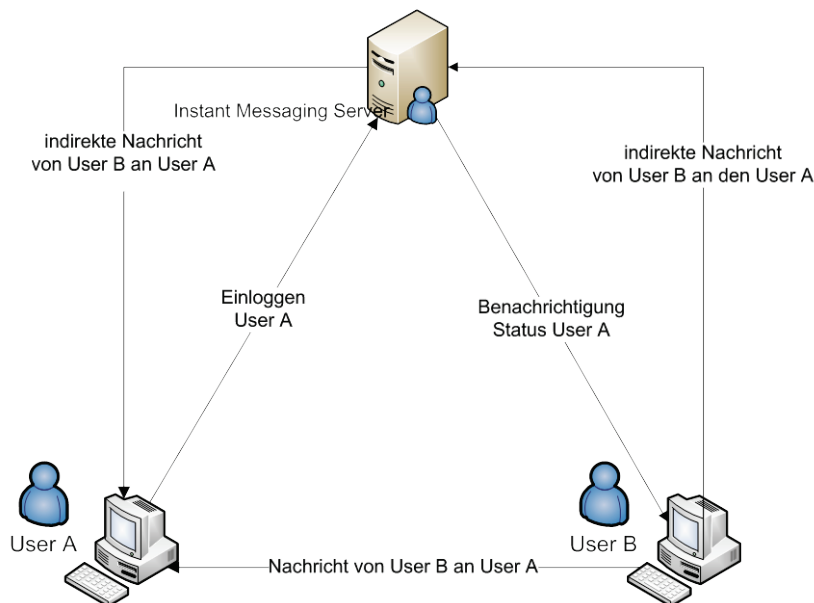 Instant Messaging Server
indirekte Nachricht
von User B an User A
indirekte Nachricht
von User B an den User A
Einloggen
User A
Benachrichtigung
Status User A
User A
User B
Nachricht von User B an User A